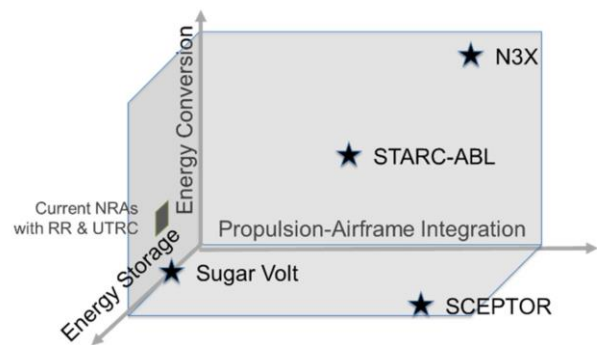 Energy Conversion
N3X
STARC-ABL
Current NRAs
with RR & UTRC
Propulsion-Airframe Integration
Energy Storage
Sugar Volt
SCEPTOR